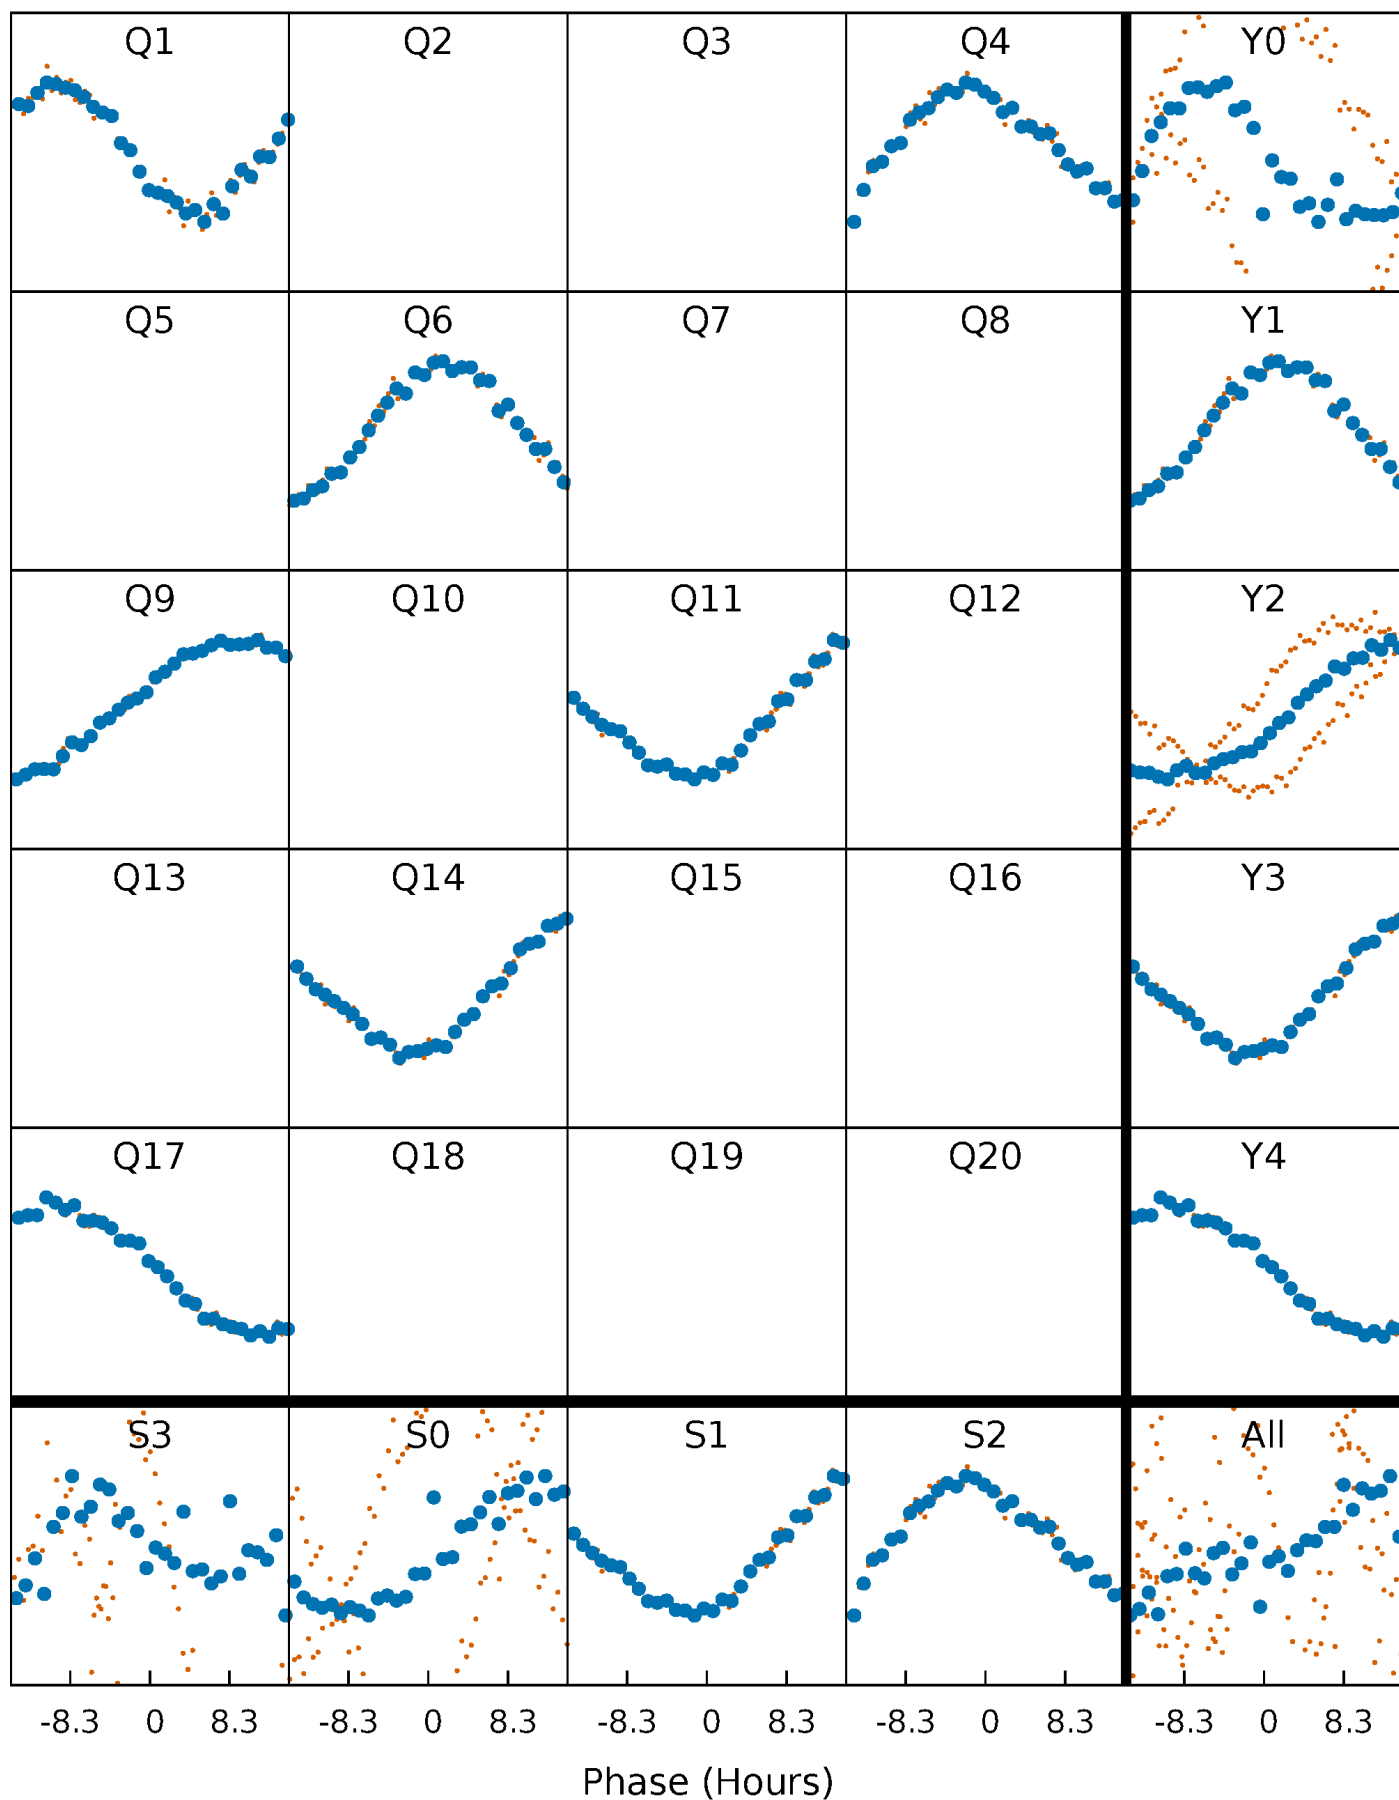 Q1 Q2 Q3 Q4 Y0
Q5 Q6 Q7 Q8 Y1
Q9 Q10 Q11 Q12 Y2
Q13 Q14 Q15 Q16 Y3
Q17 Q18 Q19 Q20 Y4
S3 S0 S1 S2 All
-8.3 0 8.3 -8.3 0 8.3 -8.3 0 8.3 -8.3 0 8.3 -8.3 0 8.3
Phase (Hours)